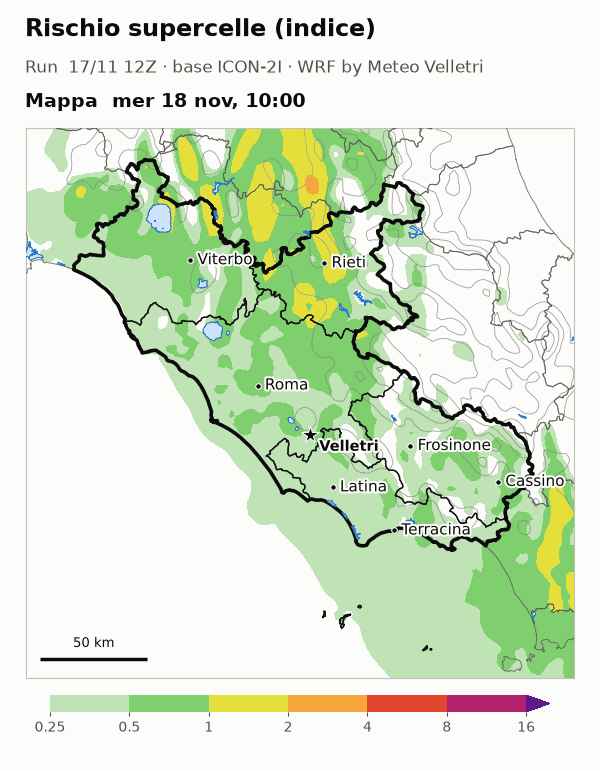 Rischio supercelle (indice)
Run  17/11 12Z · base ICON-2I · WRF by Meteo Velletri
Mappa  mer 18 nov, 10:00
Viterbo
Rieti
Roma
Velletri
Frosinone
Latina
Cassino
Terracina
50 km
0.25 0.5 1 2 4 8 16